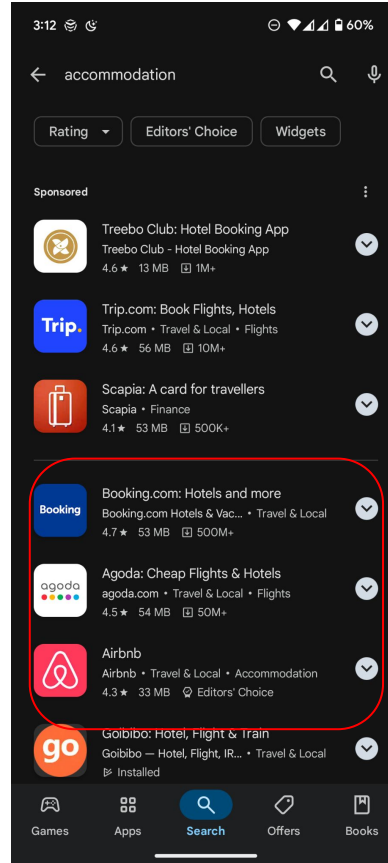 3:12
60%
accommodation
Rating
Editors' Choice
Widgets
Sponsored
Treebo Club: Hotel Booking App
Treebo Club - Hotel Booking App
4.6★ 13 MB 1M+
Trip.
Trip.com: Book Flights, Hotels
Trip.com • Travel & Local • Flights
4.6★ 56 MB 10M+
Scapia: A card for travellers
Scapia • Finance
4.1★ 53 MB 500K+
Booking
Booking.com: Hotels and more
Booking.com Hotels & Vac... • Travel & Local
4.7★ 53 MB 500M+
agoda
Agoda: Cheap Flights & Hotels
agoda.com • Travel & Local • Flights
4.5★ 54 MB 50M+
Airbnb
Airbnb • Travel & Local • Accommodation
4.3★ 33 MB Editors' Choice
go
Goibibo: Hotel, Flight & Train
Goibibo — Hotel, Flight, IR... • Travel & Local
Installed
Games
Apps
Search
Offers
Books